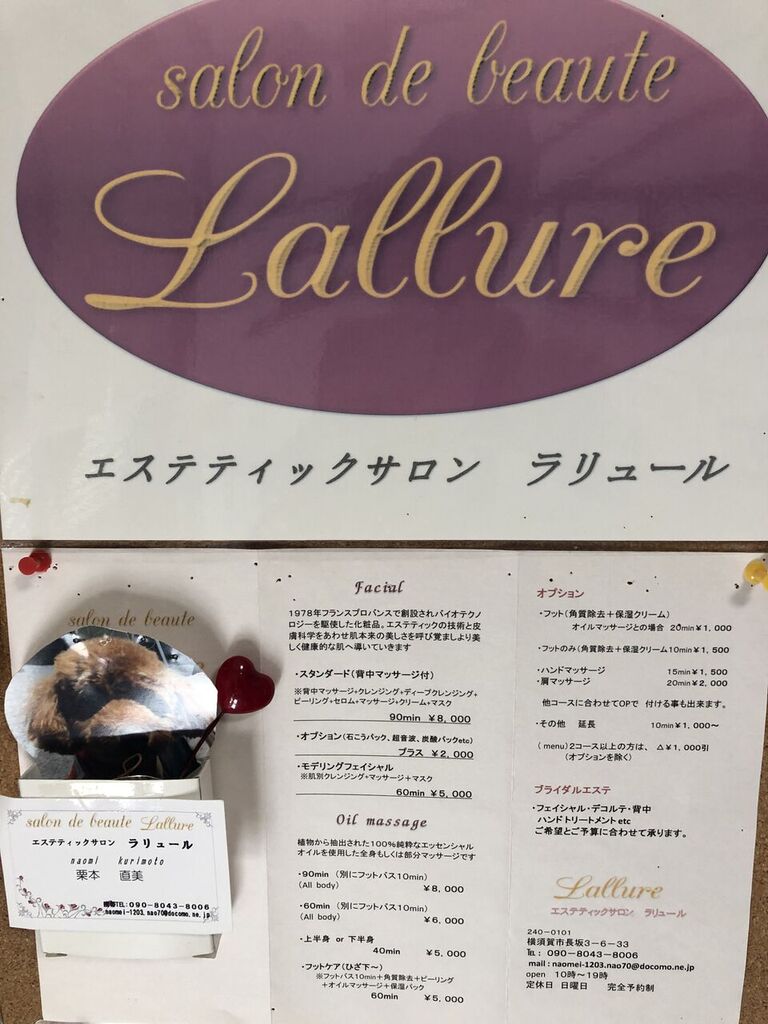 salon de beaute
Lallure
エステティックサロン　ラリュール
salon de beaute
salon de beaute Lallure
エステティックサロン ラリュール
naomi kurimoto
栗本　直美
TEL:090-8043-8006
naomei-1203.nao70@docomo.ne.jp
Facial
1978年フランスプロバンスで創設されバイオテクノ
ロジーを駆使した化粧品。エステティックの技術と皮
膚科学をあわせ肌本来の美しさを呼び覚ましより美
しく健康的な肌へ導いていきます
・スタンダード（背中マッサージ付）
※背中マッサージ+クレンジング+ディープクレンジング+
ピーリング+セロム+マッサージ+クリーム+マスク
90min ￥8,000
・オプション（石こうパック、超音波、炭酸パックetc）
プラス ￥2,000
・モデリングフェイシャル
※肌別クレンジング+マッサージ＋マスク
60min ￥5,000
Oil massage
植物から抽出された100％純粋なエッセンシャル
オイルを使用した全身もしくは部分マッサージです
・90min （別にフットバス10min）
(All body) ￥8,000
・60min （別にフットバス10min）
(All body) ￥6,000
・上半身 or 下半身
40min ￥5,000
・フットケア（ひざ下～）
※フットバス10min＋角質除去＋ピーリング
＋オイルマッサージ＋保湿パック
60min ￥5,000
オプション
・フット（角質除去＋保湿クリーム）
オイルマッサージとの場合 20min￥1,000
・フットのみ（角質除去＋保湿クリーム10min￥1,500
・ハンドマッサージ 15min￥1,500
・肩マッサージ 20min￥2,000
他コースに合わせてOPで 付ける事も出来ます。
・その他　延長 10min￥1,000～
( menu)2コース以上の方は、△￥1,000引
（オプションを除く）
ブライダルエステ
・フェイシャル・デコルテ・背中
ハンドトリートメント etc
ご希望とご予算に合わせて承ります。
Lallure
エステティックサロン　ラリュール
240-0101
横須賀市長坂3-6-33
℡： 090-8043-8006
mail：naomei-1203.nao70@docomo.ne.jp
open 10時～19時
定休日 日曜日　完全予約制